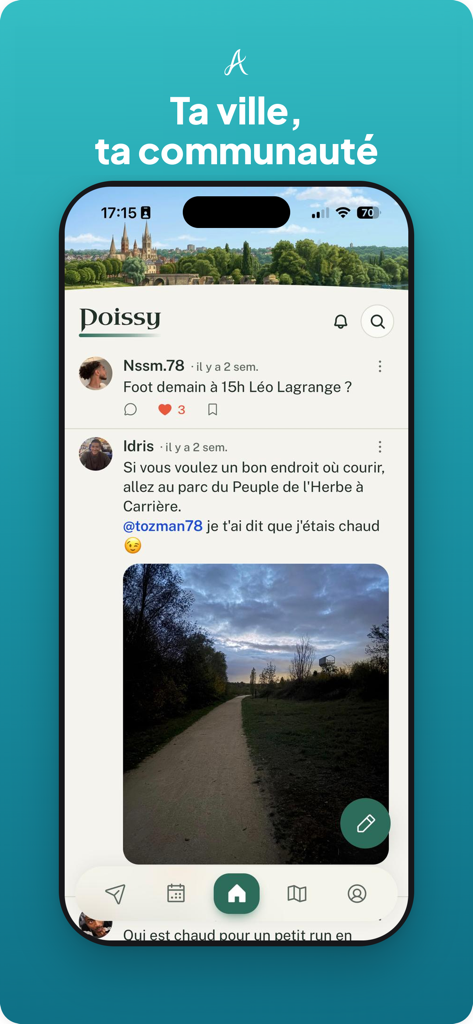 A
Ta ville,
ta communauté
17:15
70
Poissy
Nssm.78 · il y a 2 sem.
Foot demain à 15h Léo Lagrange ?
3
Idris · il y a 2 sem.
Si vous voulez un bon endroit où courir,
allez au parc du Peuple de l'Herbe à
Carrière.
@tozman78 je t'ai dit que j'étais chaud
😉
Qui est chaud pour un petit run en